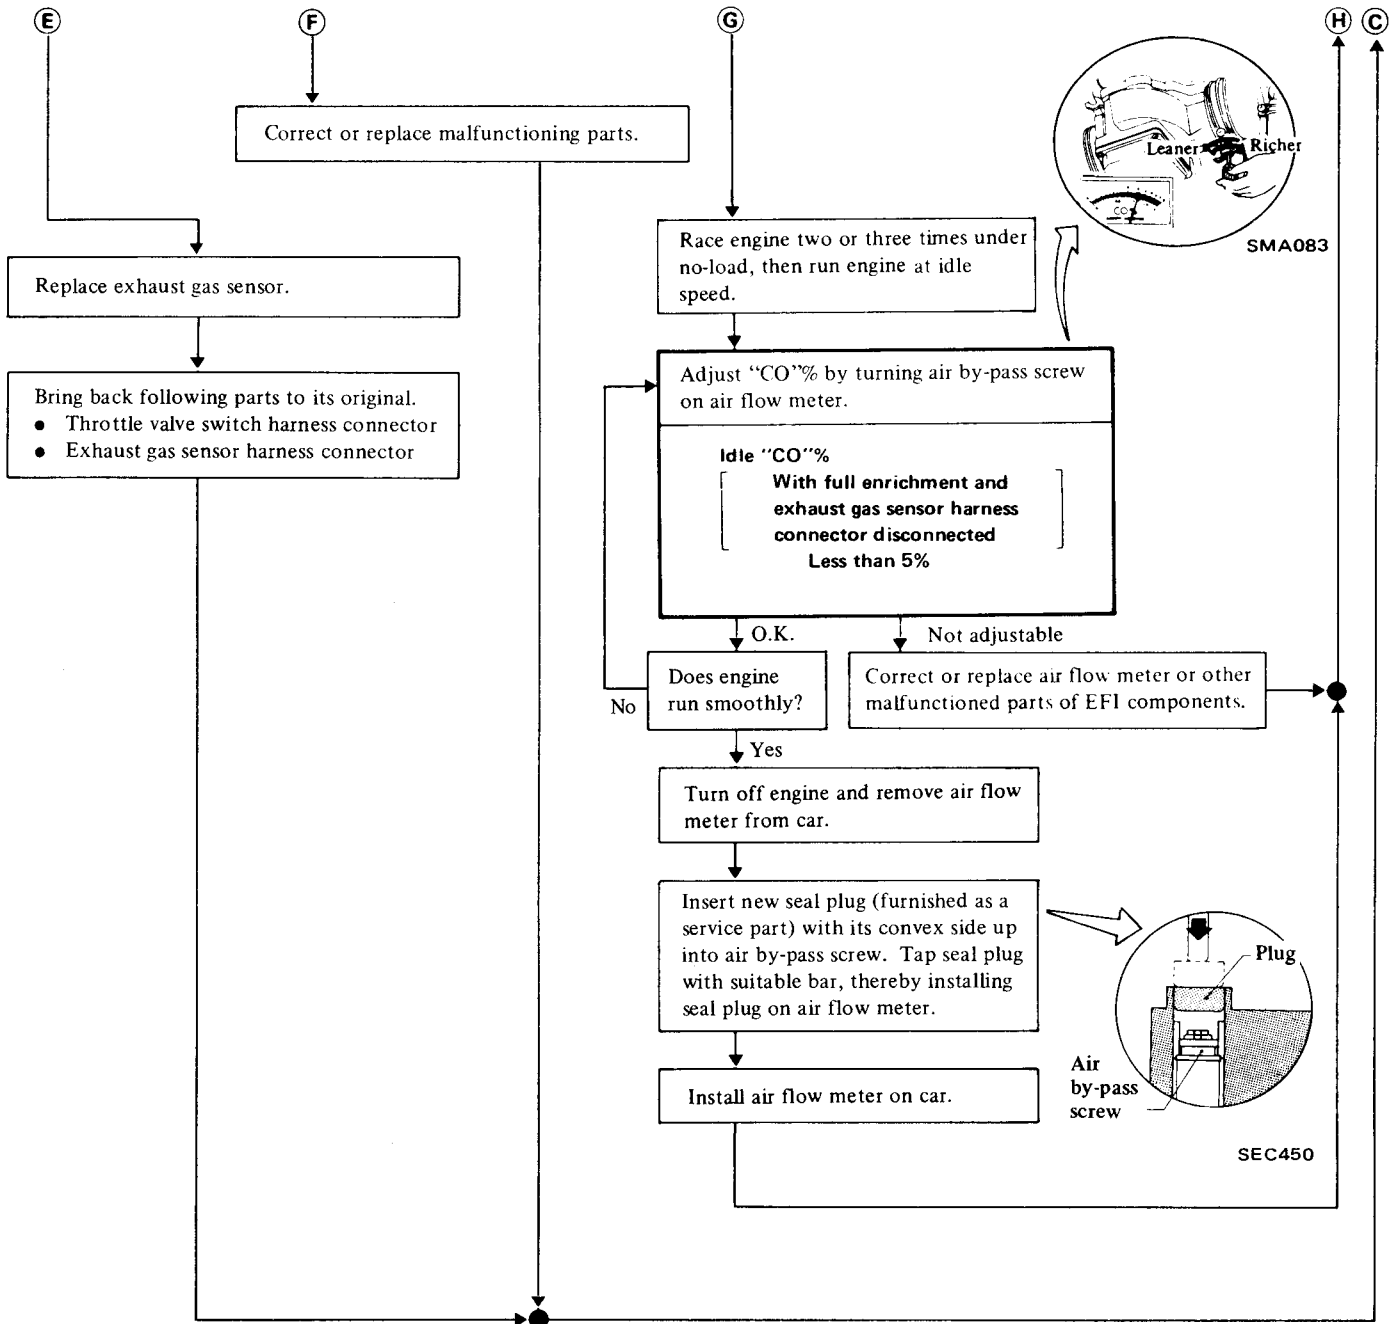 E
F
G
H
C
Correct or replace malfunctioning parts.
Leaner
Richer
CO
SMA083
Race engine two or three times under
no-load, then run engine at idle
speed.
Replace exhaust gas sensor.
Adjust “CO”% by turning air by-pass screw
on air flow meter.
Idle “CO”%
With full enrichment and
exhaust gas sensor harness
connector disconnected
Less than 5%
Bring back following parts to its original.
● Throttle valve switch harness connector
● Exhaust gas sensor harness connector
O.K.
Not adjustable
Does engine
run smoothly?
No
Correct or replace air flow meter or other
malfunctioned parts of EFI components.
Yes
Turn off engine and remove air flow
meter from car.
Insert new seal plug (furnished as a
service part) with its convex side up
into air by-pass screw. Tap seal plug
with suitable bar, thereby installing
seal plug on air flow meter.
Plug
Air
by-pass
screw
Install air flow meter on car.
SEC450